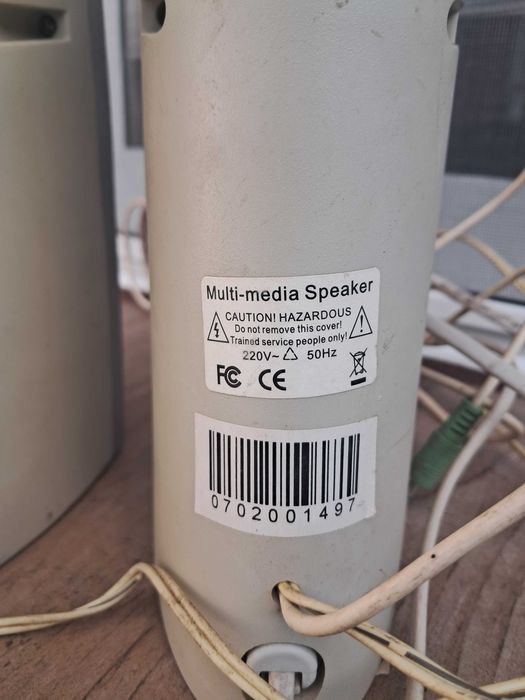 Multi-media Speaker
CAUTION! HAZARDOUS
Do not remove this cover!
Trained service people only!
220V~ 50Hz
FC CE
0702001497